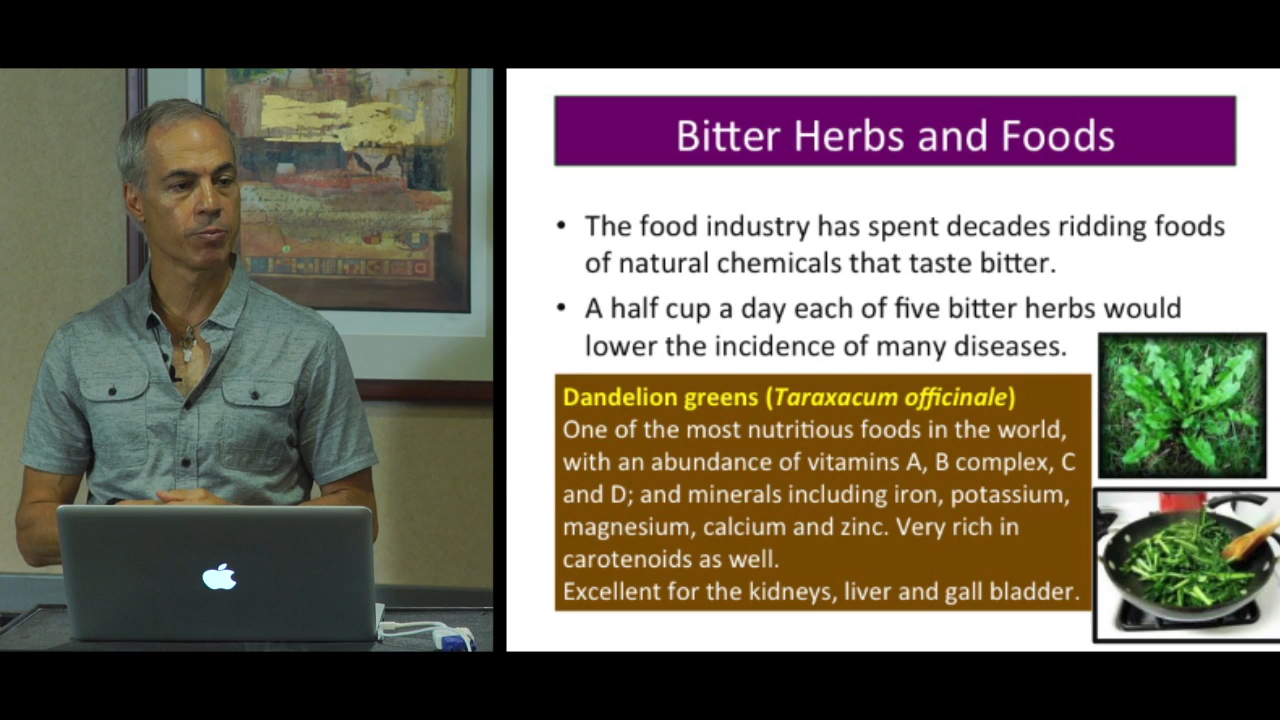 Bitter Herbs and Foods
• The food industry has spent decades ridding foods
of natural chemicals that taste bitter.
• A half cup a day each of five bitter herbs would
lower the incidence of many diseases.
Dandelion greens (Taraxacum officinale)
One of the most nutritious foods in the world,
with an abundance of vitamins A, B complex, C
and D; and minerals including iron, potassium,
magnesium, calcium and zinc. Very rich in
carotenoids as well.
Excellent for the kidneys, liver and gall bladder.